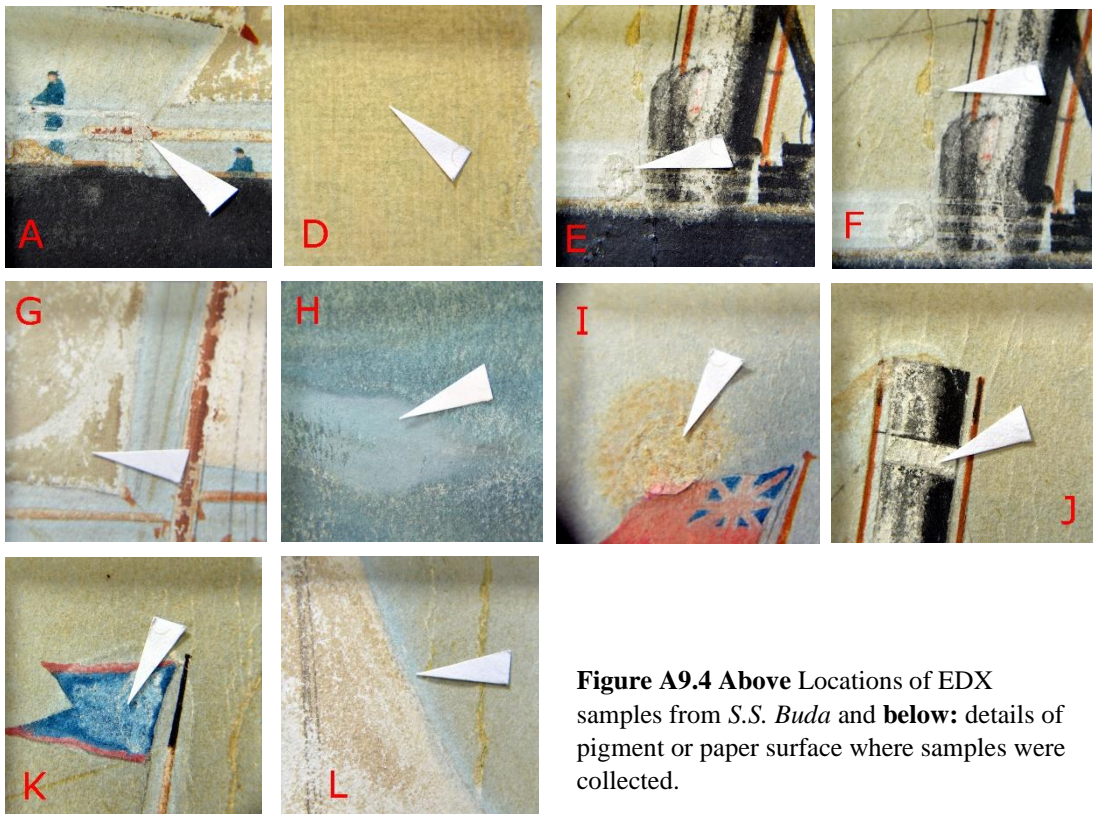 A
D
E
F
G
H
I
J
K
L
Figure A9.4 Above Locations of EDX
samples from S.S. Buda and below: details of
pigment or paper surface where samples were
collected.